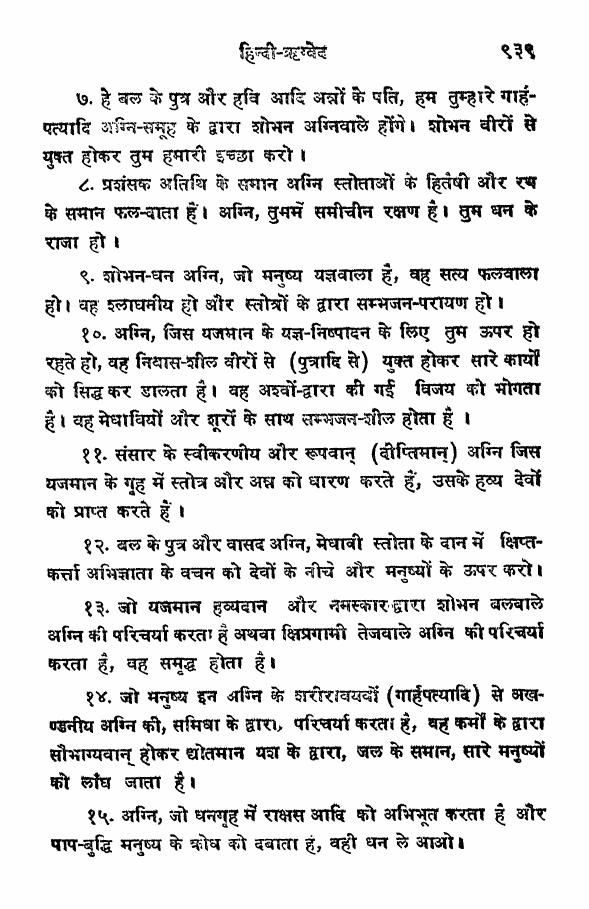 हिन्दी-ऋग्वेद ९३९
७. हे बल के पुत्र और हवि आदि अन्नों के पति, हम तुम्हारे गार्ह-
पत्यादि अग्नि-समूह के द्वारा शोभन अग्निवाले होंगे। शोभन वीरों से
युक्त होकर तुम हमारी इच्छा करो।
८. प्रशंसक अतिथि के समान अग्नि स्तोताओं के हितैषी और रथ
के समान फल-दाता हैं। अग्नि, तुममें समीचीन रक्षण है। तुम धन के
राजा हो।
९. शोभन-धन अग्नि, जो मनुष्य यज्ञवाला है, वह सत्य फलवाला
हो। वह श्लाघनीय हो और स्तोत्रों के द्वारा सम्भजन-परायण हो।
१०. अग्नि, जिस यजमान के यज्ञ-निष्पादन के लिए तुम ऊपर हो
रहते हो, वह निवास-शील वीरों से (पुत्रादि से) युक्त होकर सारे कार्यों
को सिद्ध कर डालता है। वह अश्वों-द्वारा की गई विजय को भोगता
है। वह मेधावियों और शूरों के साथ सम्भजन-शील होता है।
११. संसार के स्वीकरणीय और रूपवान् (दीप्तिमान्) अग्नि जिस
यजमान के गृह में स्तोत्र और अन्न को धारण करते हैं, उसके हव्य देवों
को प्राप्त करते हैं।
१२. बल के पुत्र और वासद अग्नि, मेधावी स्तोता के दान में क्षिप्त-
कर्त्ता अभिज्ञाता के वचन को देवों के नीचे और मनुष्यों के ऊपर करो।
१३. जो यजमान हव्यदान और नमस्कार द्वारा शोभन बलवाले
अग्नि की परिचर्या करता है अथवा क्षिप्रगामी तेजवाले अग्नि की परिचर्या
करता है, वह समृद्ध होता है।
१४. जो मनुष्य इन अग्नि के शरीरावयवों (गार्हपत्यादि) से अख-
ण्डनीय अग्नि की, समिधा के द्वारा, परिचर्या करता है, वह कर्मों के द्वारा
सौभाग्यवान् होकर द्योतमान यश के द्वारा, जल के समान, सारे मनुष्यों
को लाँघ जाता है।
१५. अग्नि, जो धनगृह में राक्षस आदि को अभिभूत करता है और
पाप-बुद्धि मनुष्य के क्रोध को दबाता हं, वही धन ले आओ।